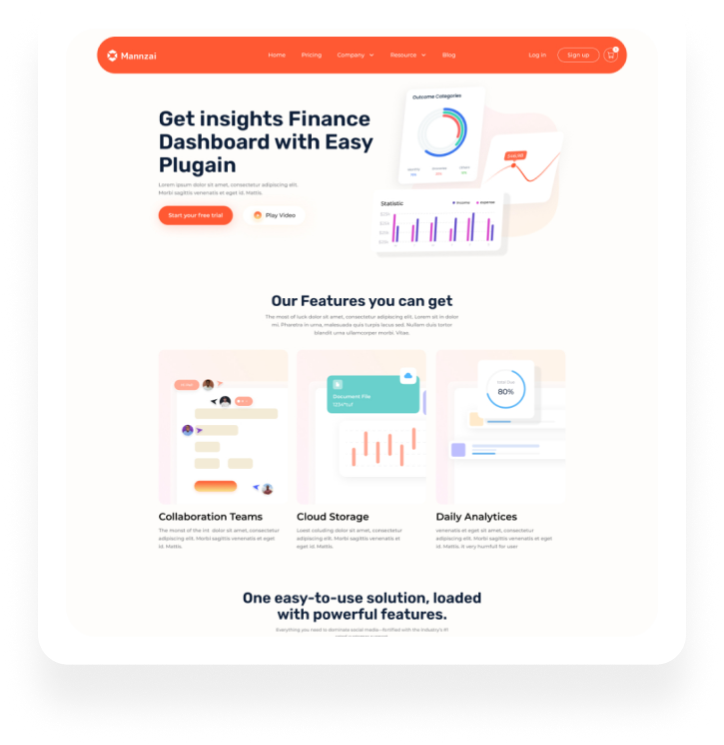 Mannzai
Home Pricing Company Resource Blog Log in Sign up
Get insights Finance
Dashboard with Easy
Plugain
Lorem ipsum dolor sit amet, consectetur adipiscing elit.
Morbi sagittis venenatis et eget id. Mattis.
Start your free trial
Play Video
Outcome Categories
Statistic
Our Features you can get
The most of luck dolor sit amet, consectetur adipiscing elit. Lorem sit in dolor
mi. Pharetra in urna, malesuada quis turpis lacus sed. Nullam duis tortor
blandit urna ullamcorper morbi. Vitae.
Document File
80%
Collaboration Teams
The morist of the mt dolor sit amet, consectetur
adipiscing elit. Morbi sagittis venenatis et eget
id. Mattis.
Cloud Storage
dolor sit amet, consectetur
adipiscing elit. Morbi sagittis venenatis et
eget id. Mattis.
Daily Analytices
venenatis et eget sit amet, consectetur
adipiscing elit. Morbi sagittis venenatis et eget
id. Mattis. it very humfull for user
One easy-to-use solution, loaded
with powerful features.
Everything you need to dominate social media with the industry's #1